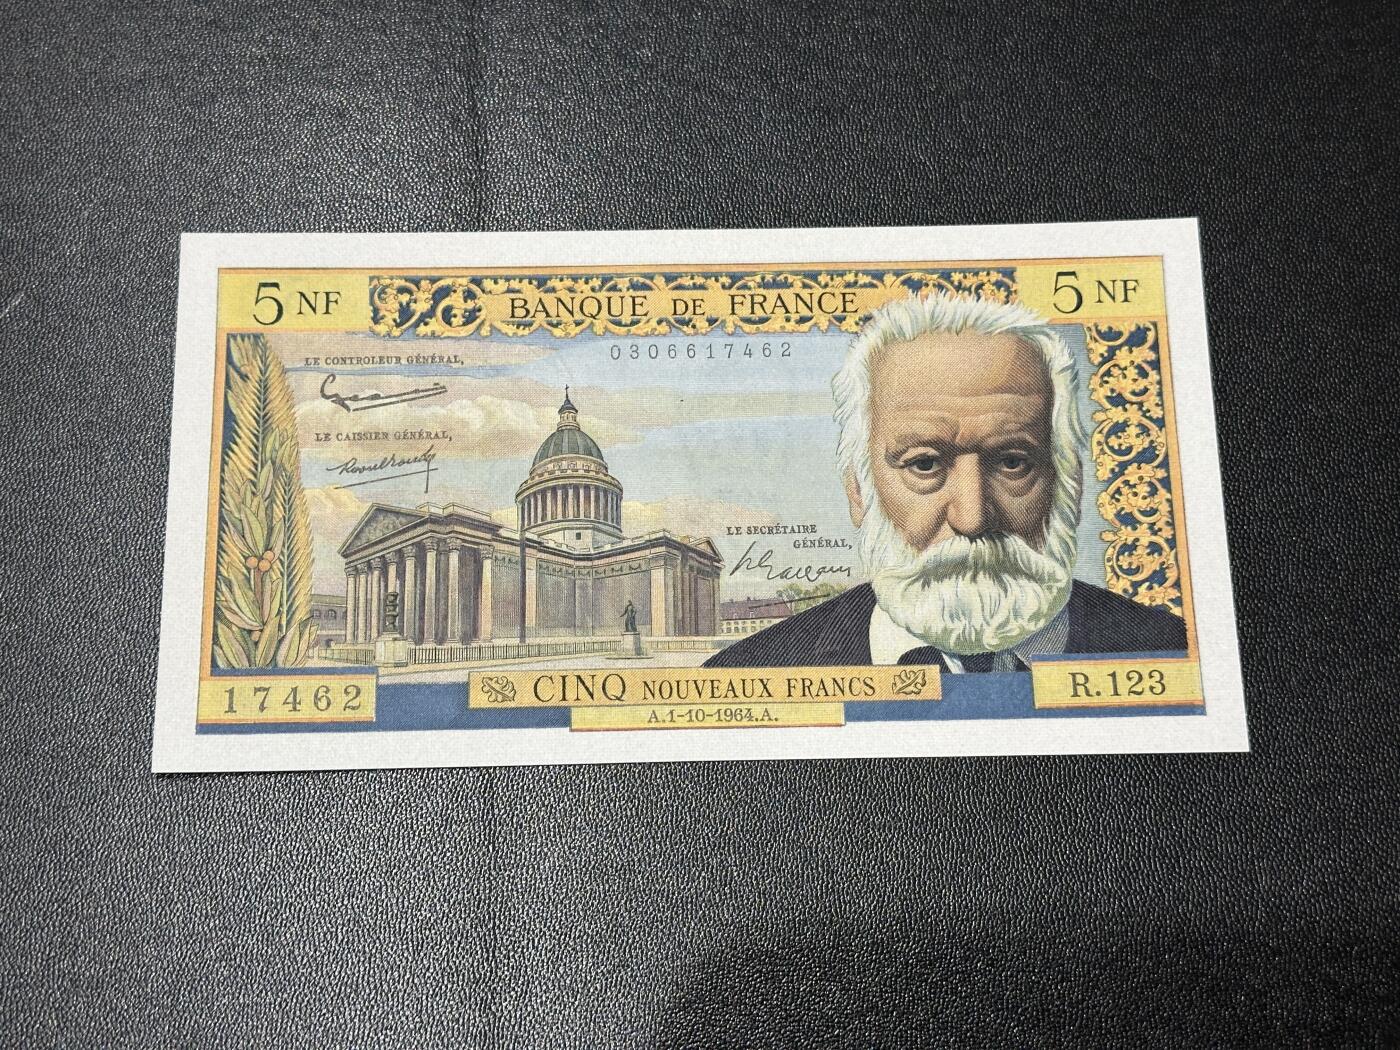 5 NF BANQUE DE FRANCE 5 NF
0306617462
LE CONTROLEUR GÉNÉRAL,
LE CAISSIER GÉNÉRAL,
LE SECRÉTAIRE
GÉNÉRAL,
17462 CINQ NOUVEAUX FRANCS R.123
A.1-10-1964.A.